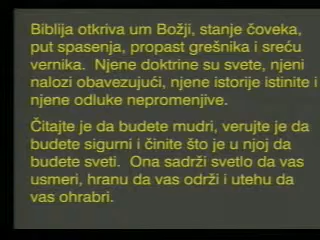 Biblija otkriva um Božji, stanje čoveka,
put spasenja, propast grešnika i sreću
vernika. Njene doktrine su svete, njeni
nalozi obavezujući, njene istorije istinite i
njene odluke nepromenjive.
Čitajte je da budete mudri, verujte je da
budete sigurni i činite što je u njoj da
budete sveti. Ona sadrži svetlo da vas
usmeri, hranu da vas održi i utehu da
vas ohrabri.